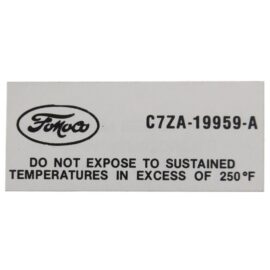 FoMoCo
C7ZA-19959-A
DO NOT EXPOSE TO SUSTAINED
TEMPERATURES IN EXCESS OF 250°F